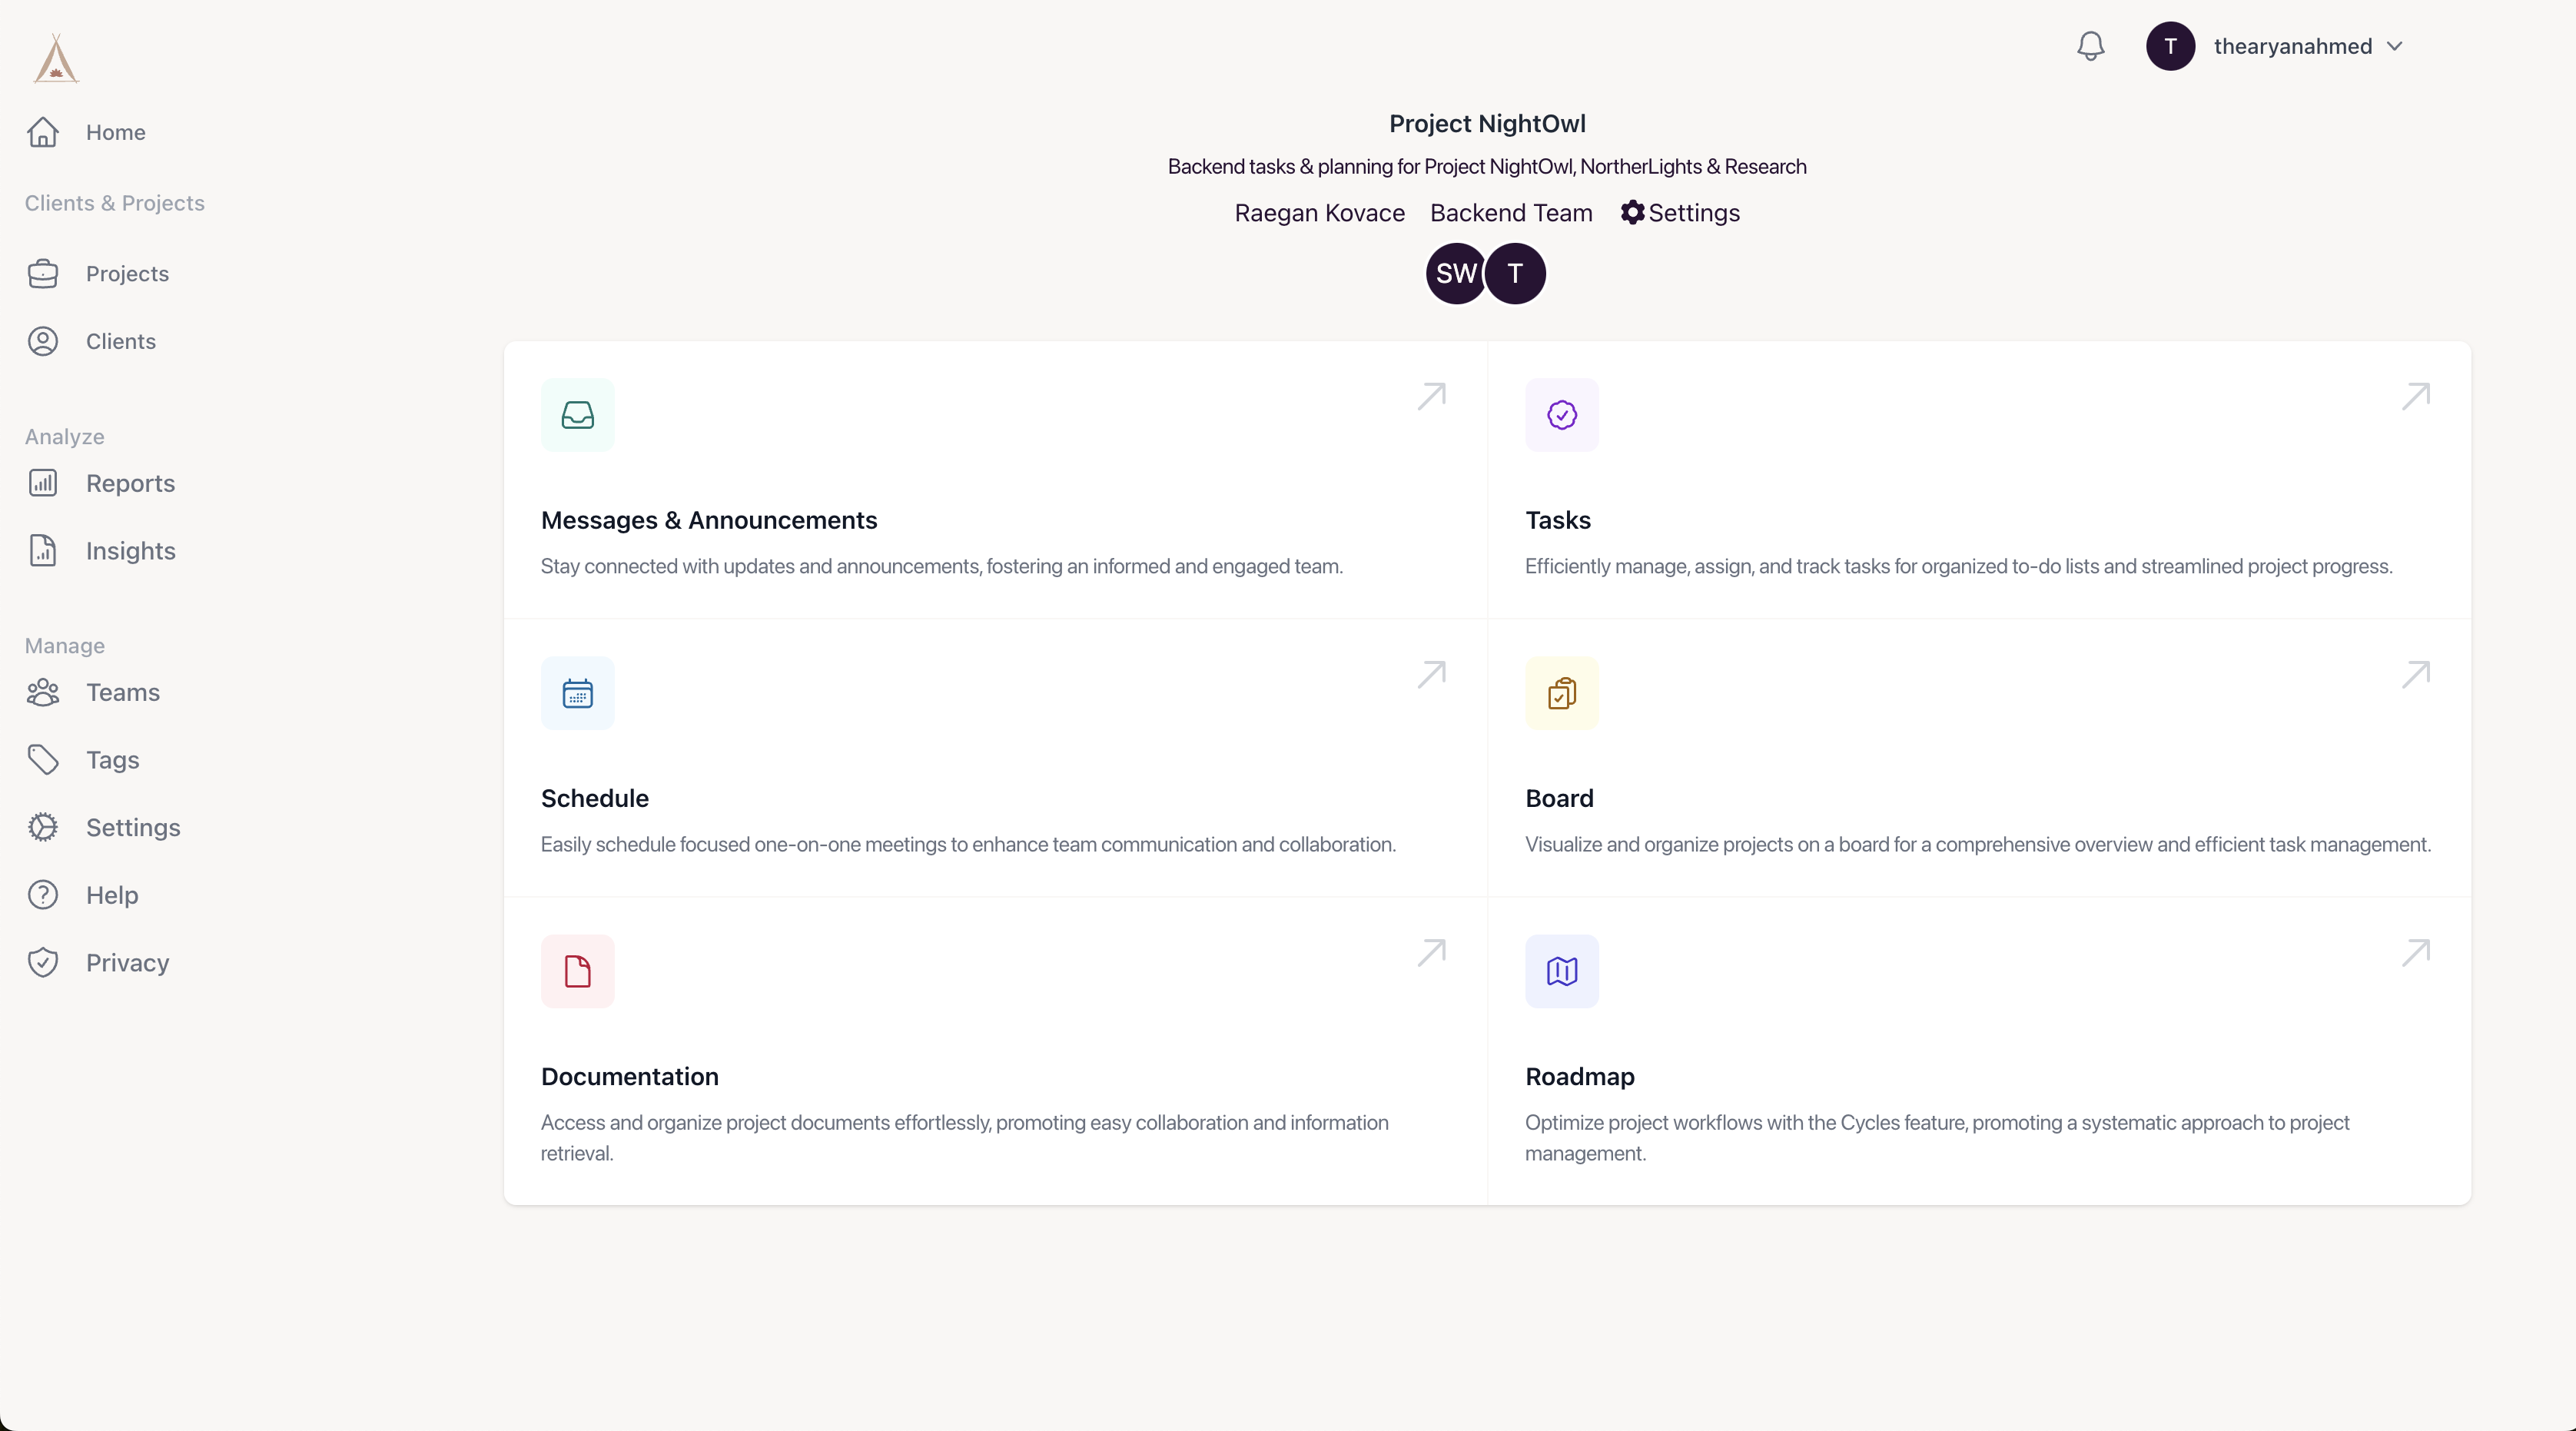 T thearyanahmed
Home
Clients & Projects
Projects
Clients
Analyze
Reports
Insights
Manage
Teams
Tags
Settings
Help
Privacy
Project NightOwl
Backend tasks & planning for Project NightOwl, NortherLights & Research
Raegan Kovace Backend Team Settings
SW T
Messages & Announcements
Stay connected with updates and announcements, fostering an informed and engaged team.
Tasks
Efficiently manage, assign, and track tasks for organized to-do lists and streamlined project progress.
Schedule
Easily schedule focused one-on-one meetings to enhance team communication and collaboration.
Board
Visualize and organize projects on a board for a comprehensive overview and efficient task management.
Documentation
Access and organize project documents effortlessly, promoting easy collaboration and information
retrieval.
Roadmap
Optimize project workflows with the Cycles feature, promoting a systematic approach to project
management.